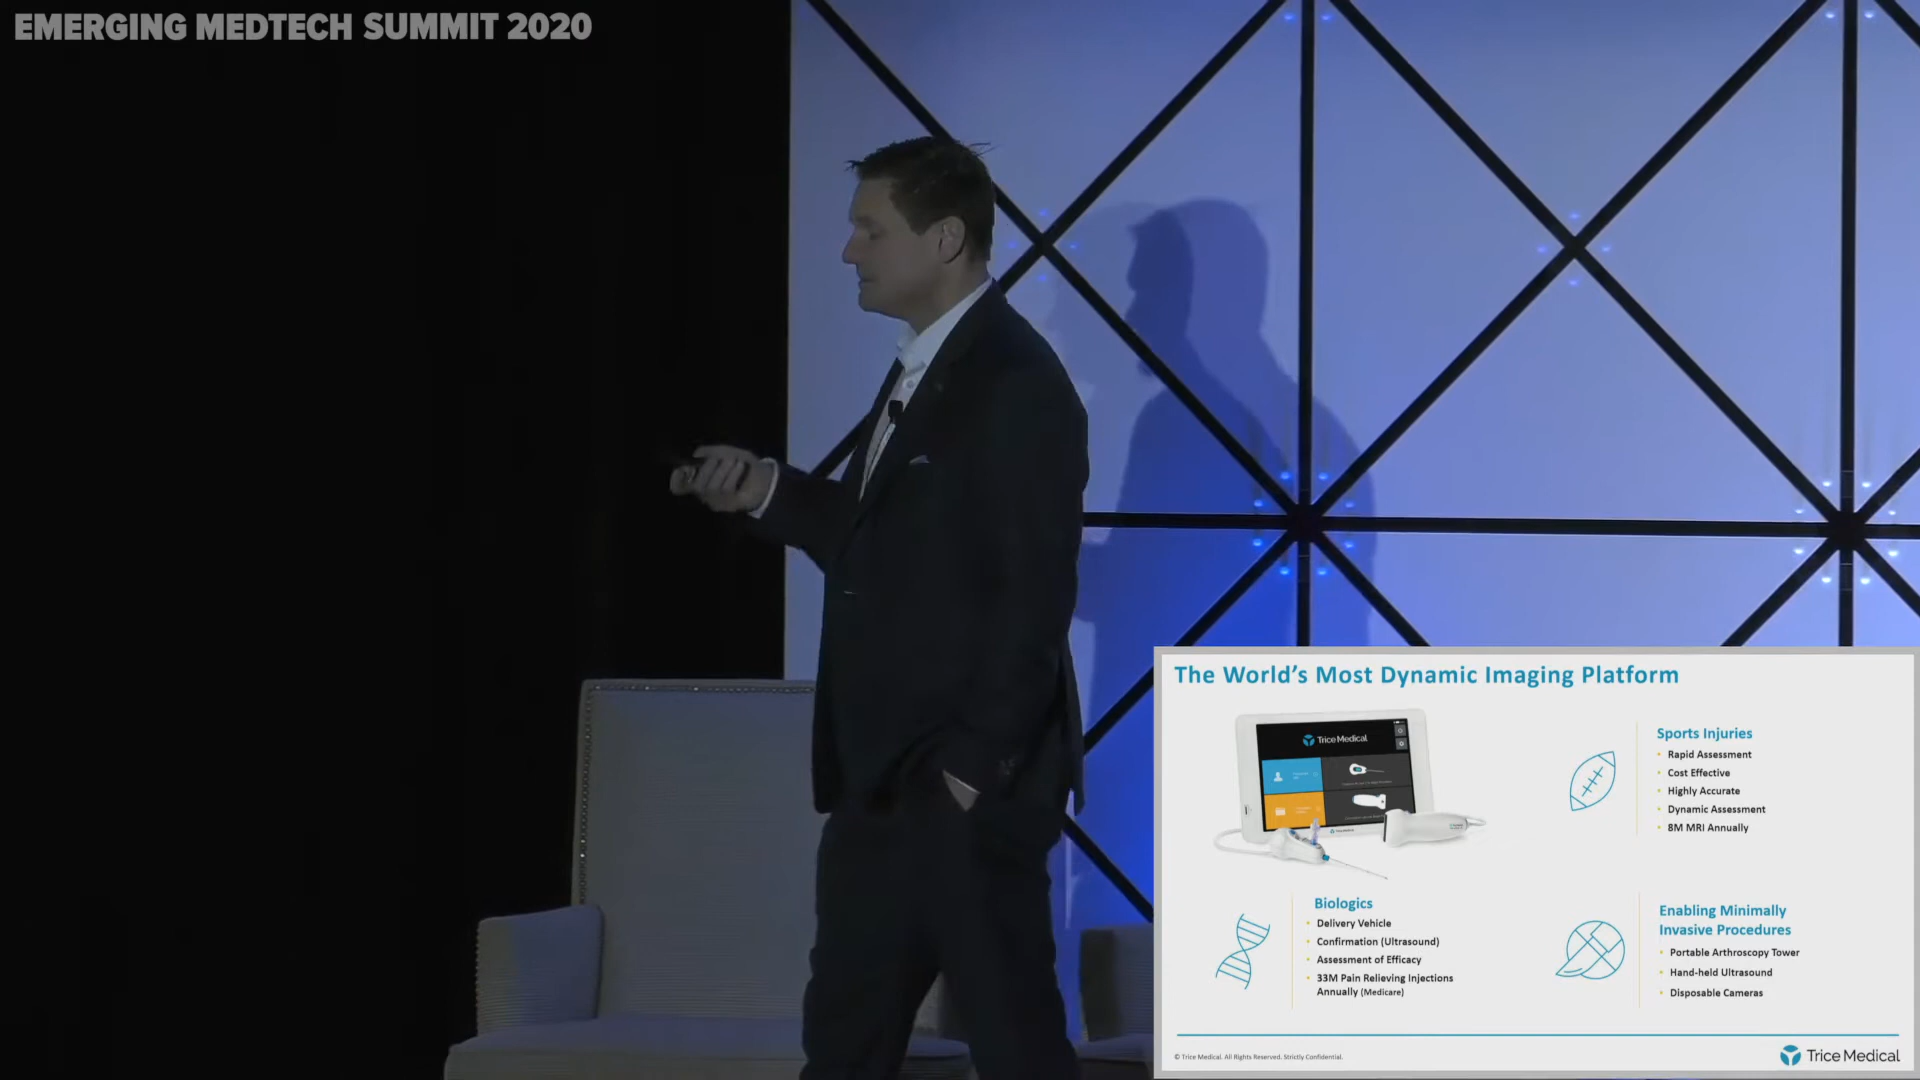 EMERGING MEDTECH SUMMIT 2020
The World's Most Dynamic Imaging Platform
Trice Medical
Sports Injuries
• Rapid Assessment
• Cost Effective
• Highly Accurate
• Dynamic Assessment
• 8M MRI Annually
Biologics
• Delivery Vehicle
• Confirmation (Ultrasound)
• Assessment of Efficacy
• 33M Pain Relieving Injections
Annually (Medicare)
Enabling Minimally
Invasive Procedures
• Portable Arthroscopy Tower
• Hand-held Ultrasound
• Disposable Cameras
© Trice Medical. All Rights Reserved. Strictly Confidential.
Trice Medical